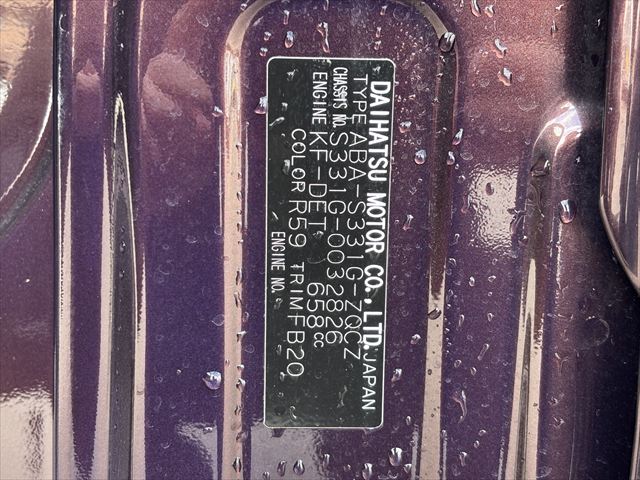 DAIHATSU MOTOR CO.,LTD. JAPAN
TYPE ABA-S331G-ZQCZ
CHASSIS NO. S331G-0032826
ENGINE KF-DET 658CC
COLOR R59 TRIM FB20
ENGINE NO.